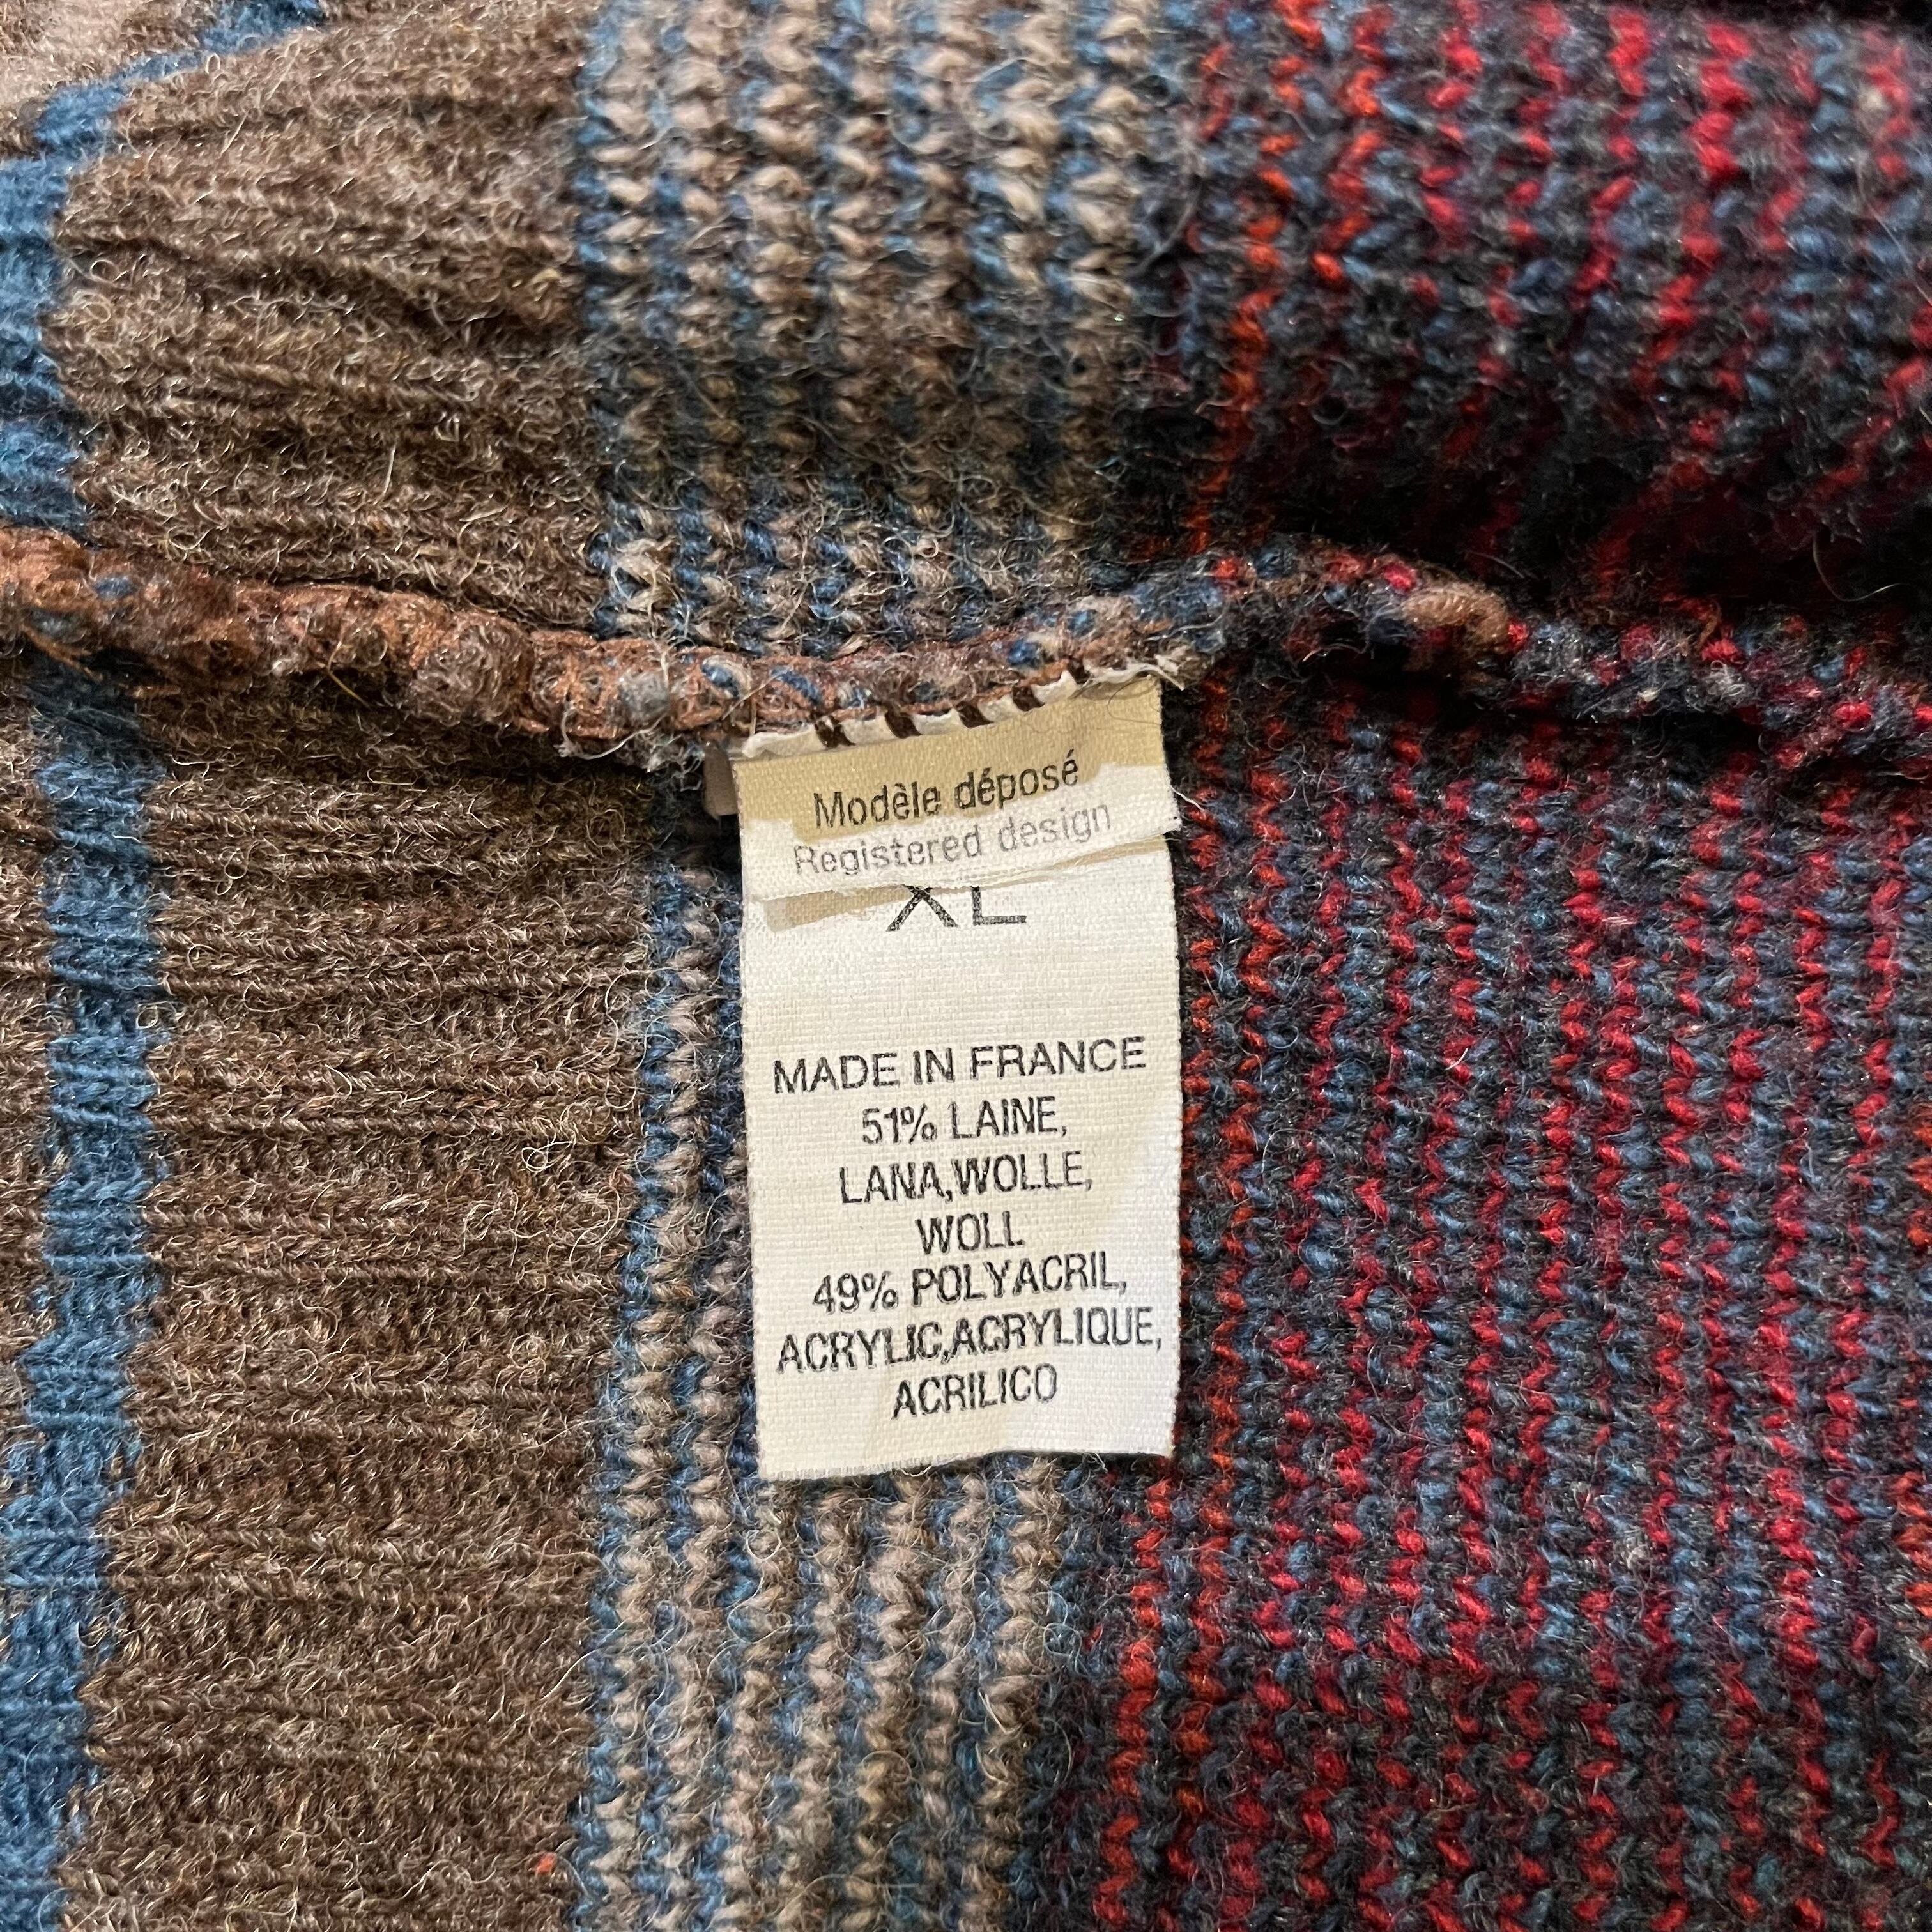 Modèle déposé
Registered design
XL
MADE IN FRANCE
51% LAINE,
LANA,WOLLE,
WOLL
49% POLYACRIL,
ACRYLIC,ACRYLIQUE,
ACRILICO